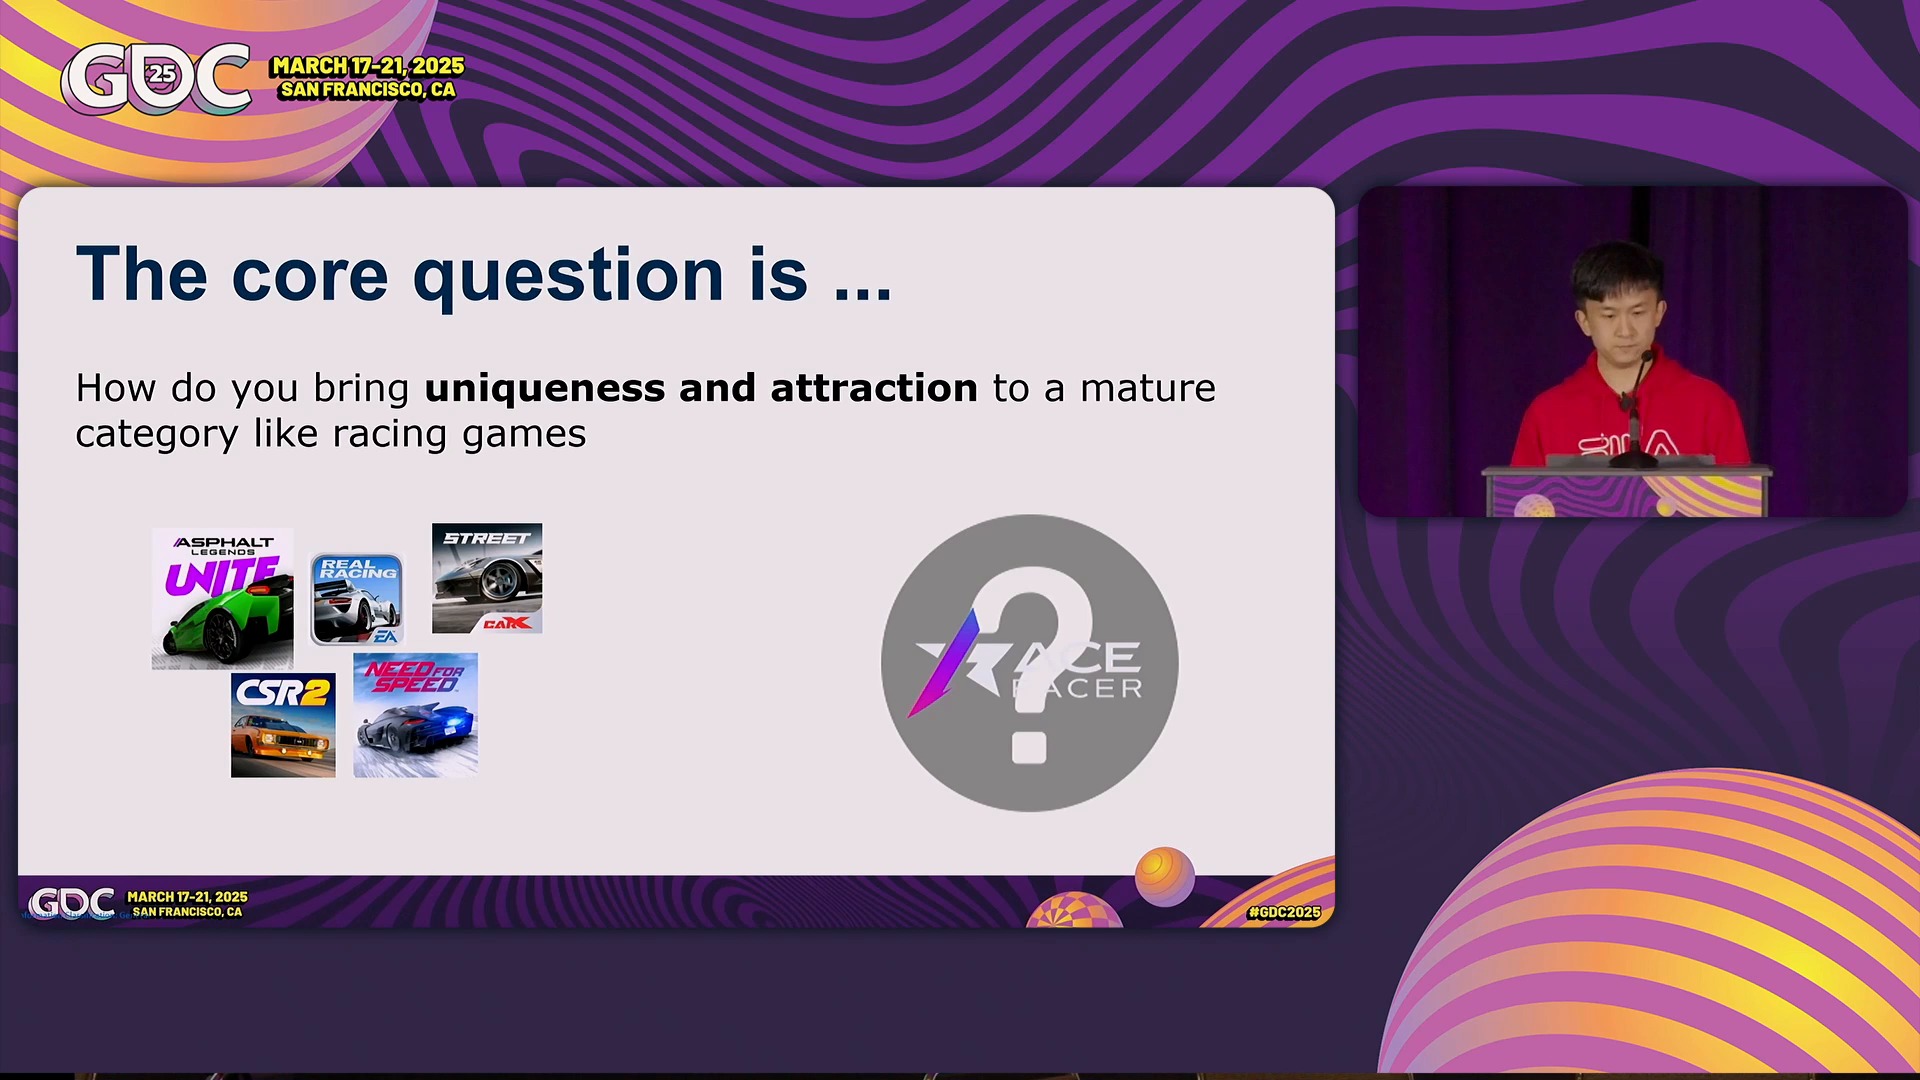 GDC
25
MARCH 17-21, 2025
SAN FRANCISCO, CA
The core question is ...
How do you bring uniqueness and attraction to a mature
category like racing games
ASPHALT
LEGENDS
UNITE
REAL
RACING
EA
STREET
CARX
CSR2
NEED FOR
SPEED
ACE
RACER
?
GDC
MARCH 17-21, 2025
SAN FRANCISCO, CA
#GDC2025